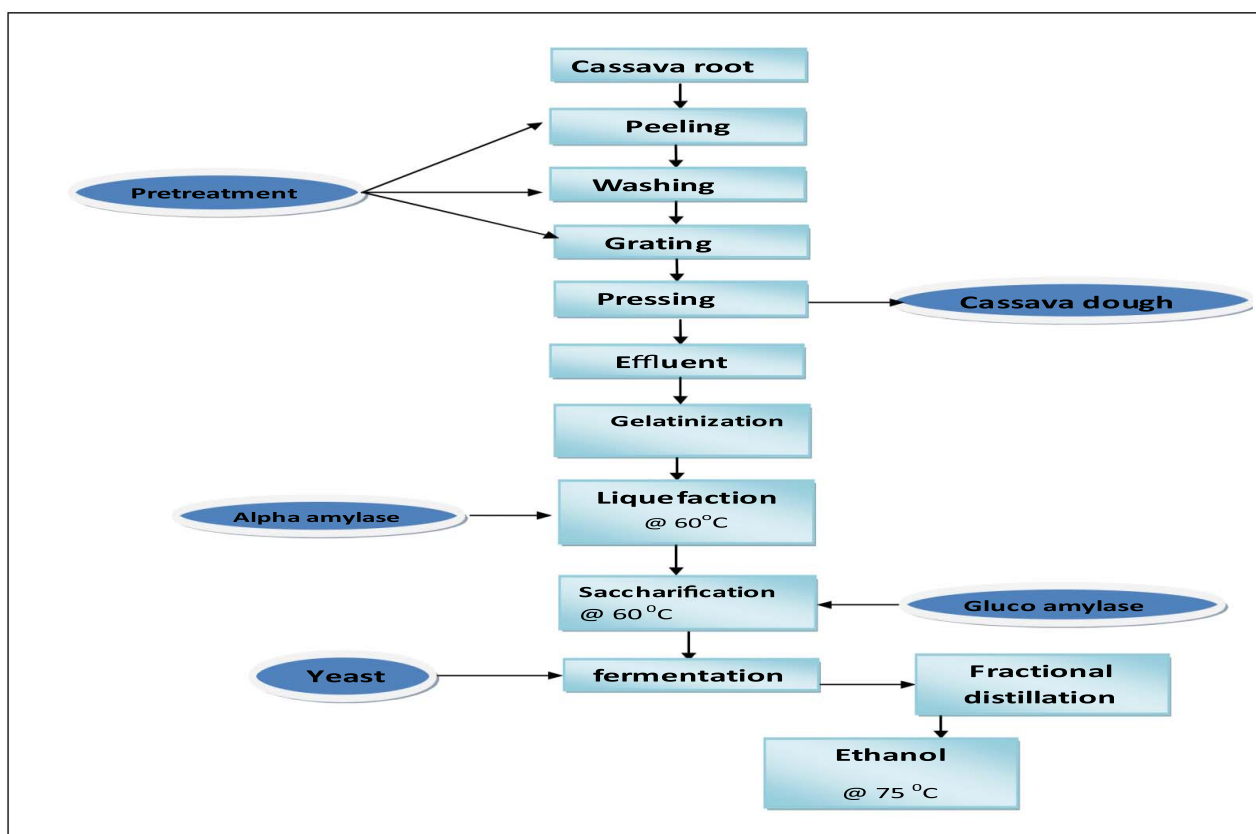 Cassava root
Peeling
Pretreatment
Washing
Grating
Pressing
Cassava dough
Effluent
Gelatinization
Liquefaction
@ 60°C
Alpha amylase
Saccharification
@ 60 °C
Gluco amylase
Yeast
fermentation
Fractional
distillation
Ethanol
@ 75 °C